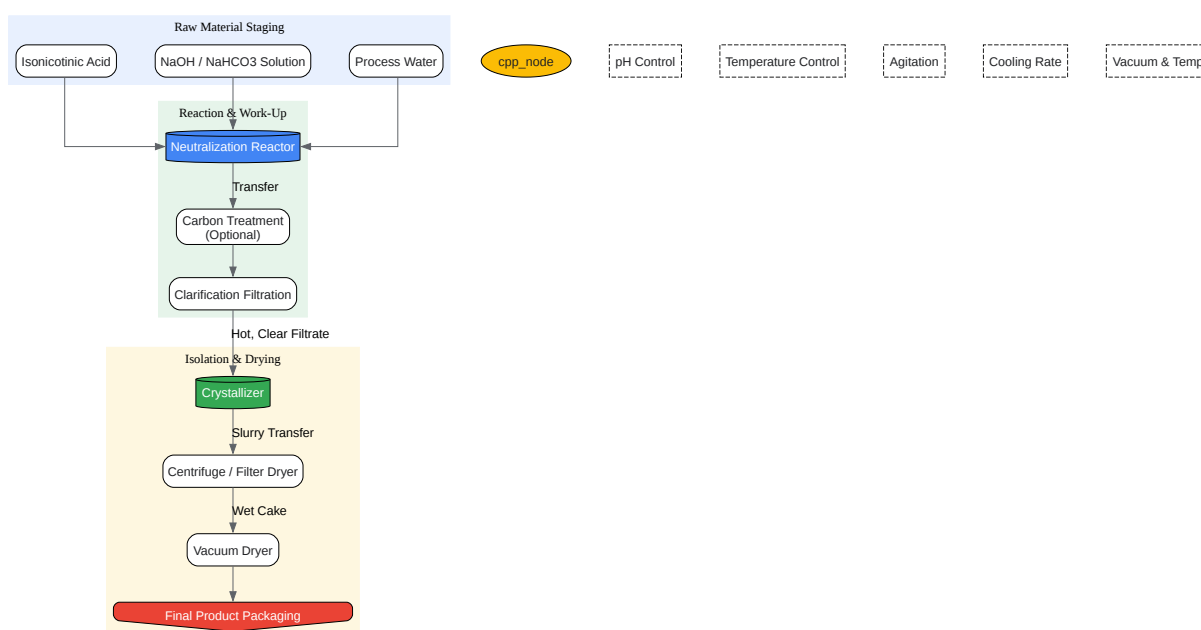 Raw Material Staging
Isonicotinic Acid
NaOH / NaHCO3 Solution
Process Water
cpp_node
pH Control
Temperature Control
Agitation
Cooling Rate
Vacuum & Temp
Reaction & Work-Up
Neutralization Reactor
Transfer
Carbon Treatment
(Optional)
Clarification Filtration
Hot, Clear Filtrate
Isolation & Drying
Crystallizer
Slurry Transfer
Centrifuge / Filter Dryer
Wet Cake
Vacuum Dryer
Final Product Packaging